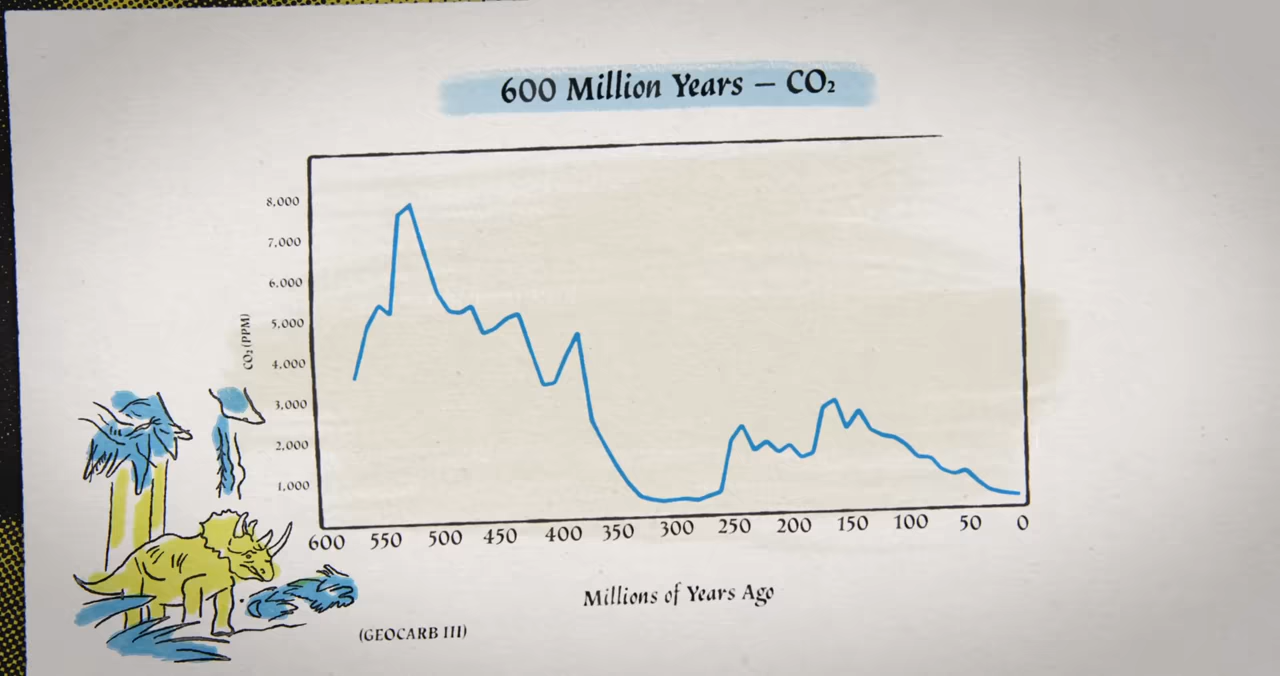 600 Million Years – CO₂
8,000
7,000
6,000
5,000
4,000
3,000
2,000
1,000
CO₂ (PPM)
600 550 500 450 400 350 300 250 200 150 100 50 0
Millions of Years Ago
(GEOCARB III)